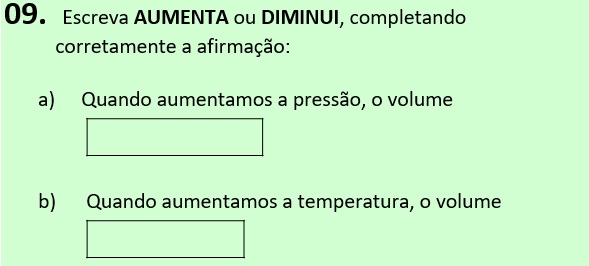 09. Escreva AUMENTA ou DIMINUI, completando
corretamente a afirmação:
a) Quando aumentamos a pressão, o volume
b) Quando aumentamos a temperatura, o volume